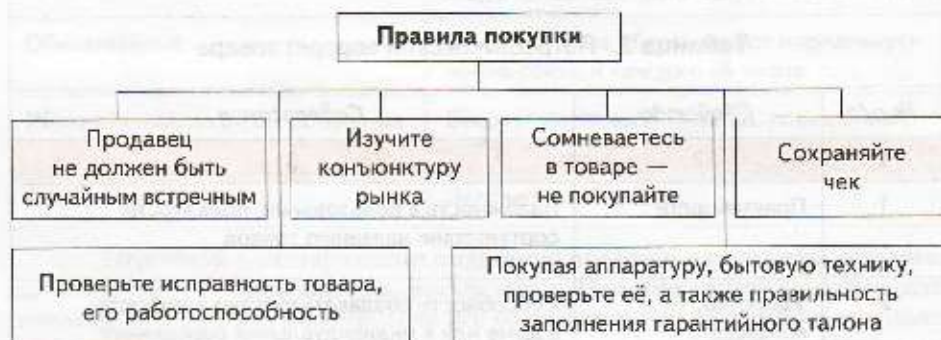 Правила покупки
Продавец
не должен быть
случайным встречным
Изучите
конъюнктуру
рынка
Сомневаетесь
в товаре —
не покупайте
Сохраняйте
чек
Проверьте исправность товара,
его работоспособность
Покупая аппаратуру, бытовую технику,
проверьте её, а также правильность
заполнения гарантийного талона